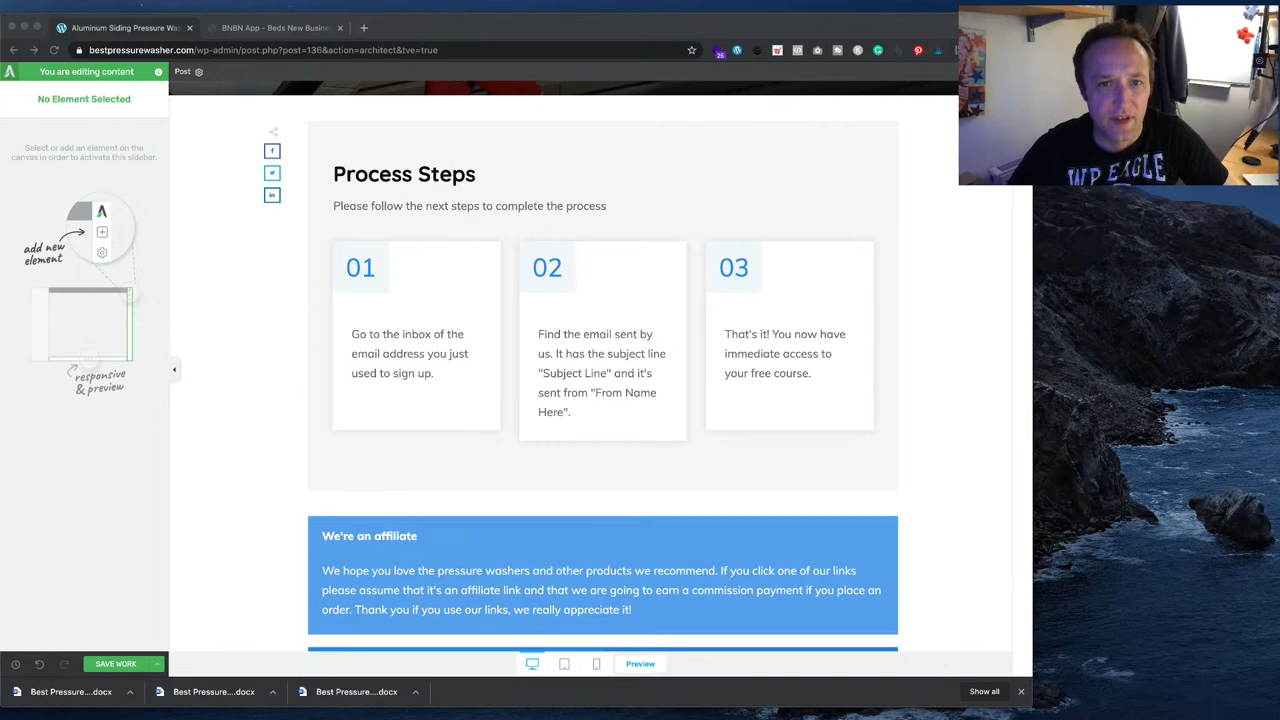 Aluminum Siding Pressure Was
BNBN App - Beds New Busine
bestpressurewasher.com/wp-admin/post.php?post=136&action=architect&tve=true
25
You are editing content
Post
No Element Selected
Select or add an element on the
canvas in order to activate this sidebar.
add new
element
responsive
& preview
Process Steps
Please follow the next steps to complete the process
01
02
03
Go to the inbox of the
email address you just
used to sign up.
Find the email sent by
us. It has the subject line
"Subject Line" and it's
sent from "From Name
Here".
That's it! You now have
immediate access to
your free course.
We're an affiliate
We hope you love the pressure washers and other products we recommend. If you click one of our links
please assume that it's an affiliate link and that we are going to earn a commission payment if you place an
order. Thank you if you use our links, we really appreciate it!
SAVE WORK
Preview
Best Pressure....docx
Best Pressure....docx
Best Pressure....docx
Show all
WP EAGLE